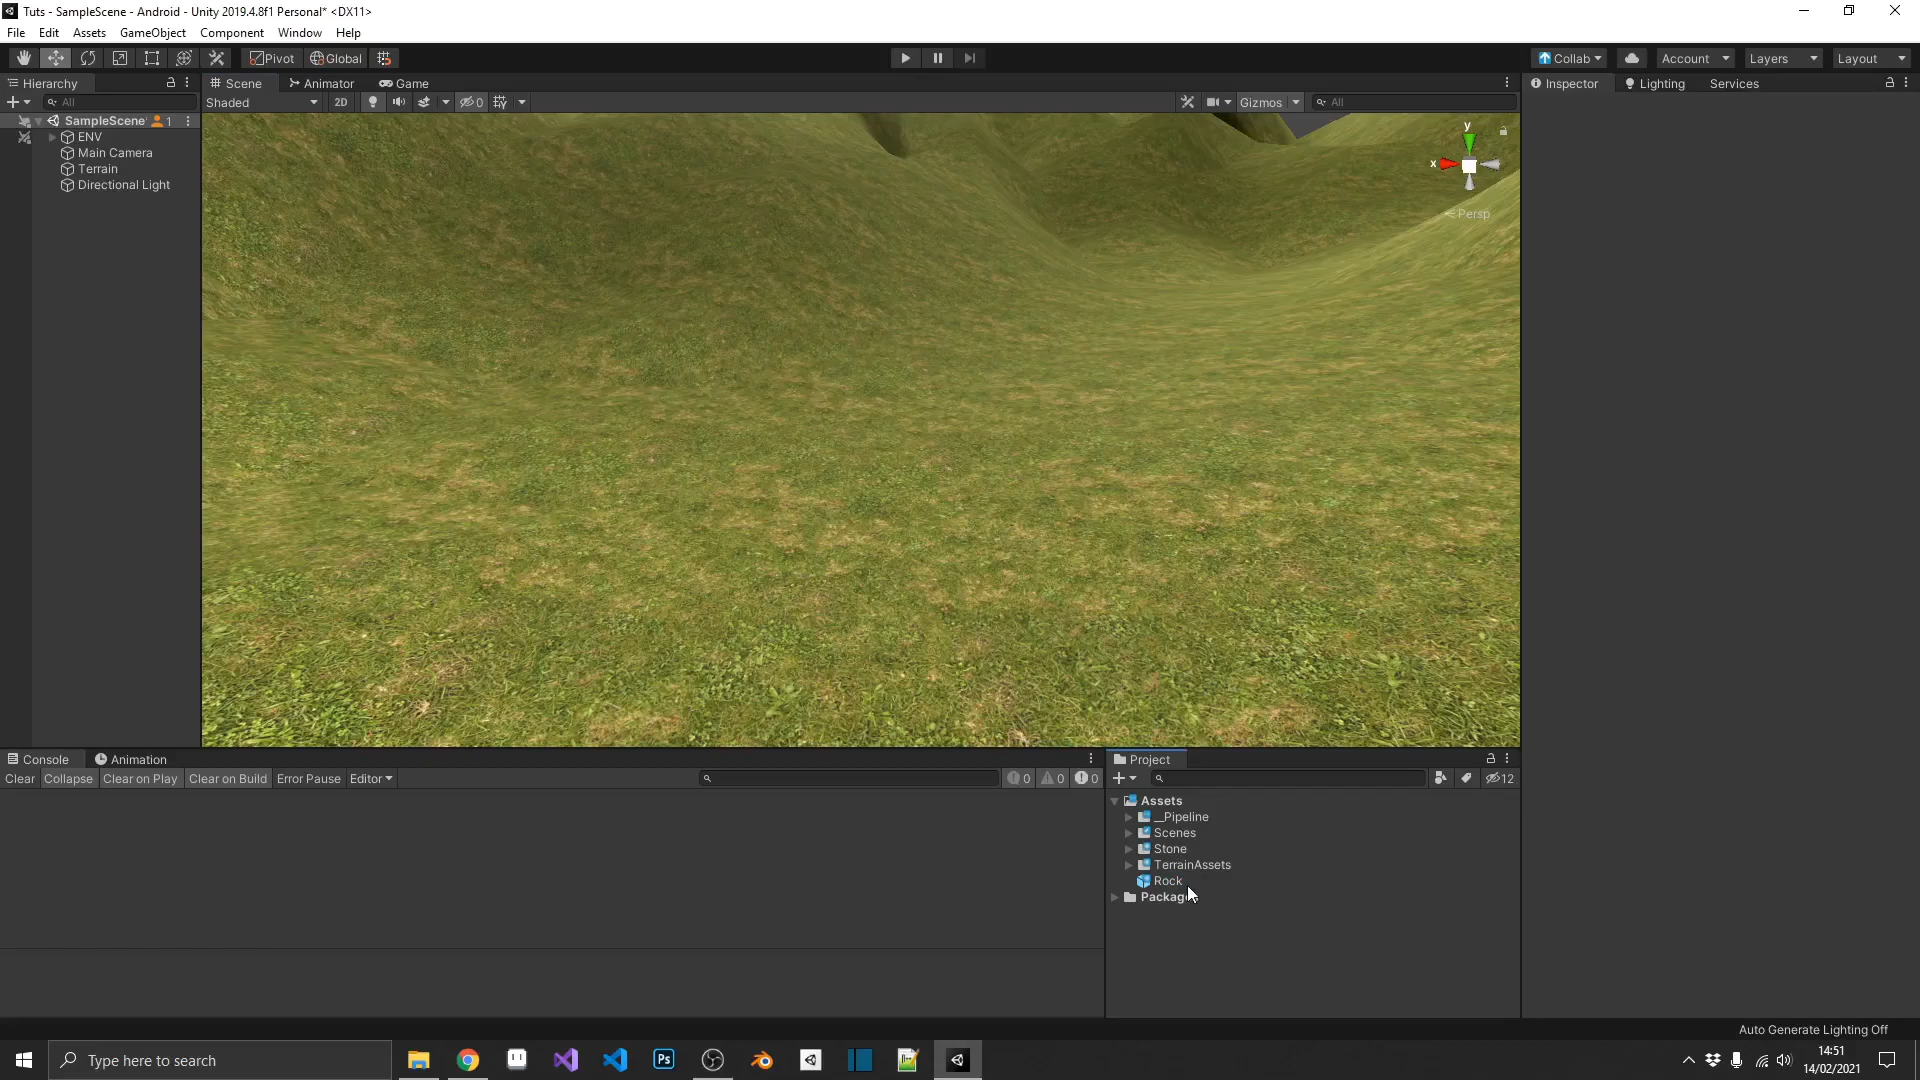 Tuts - SampleScene - Android - Unity 2019.4.8f1 Personal* <DX11>
File Edit Assets GameObject Component Window Help
Pivot Global Collab Account Layers Layout
Hierarchy Scene Animator Game Inspector Lighting Services
All Shaded 2D 0 Gizmos All
SampleScene 1
ENV
Main Camera
Terrain
Directional Light
y
x
Persp
Console Animation
Clear Collapse Clear on Play Clear on Build Error Pause Editor 0 0 0
Project
12
Assets
__Pipeline
Scenes
Stone
TerrainAssets
Rock
Auto Generate Lighting Off
Type here to search
Ps
14:51
14/02/2021